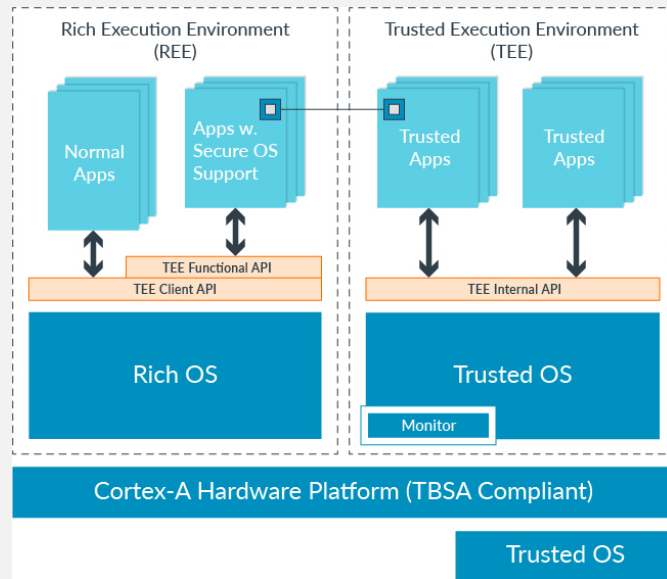 Rich Execution Environment
(REE)
Trusted Execution Environment
(TEE)
Normal
Apps
Apps w.
Secure OS
Support
Trusted
Apps
Trusted
Apps
TEE Functional API
TEE Client API
TEE Internal API
Rich OS
Trusted OS
Monitor
Cortex-A Hardware Platform (TBSA Compliant)
Trusted OS